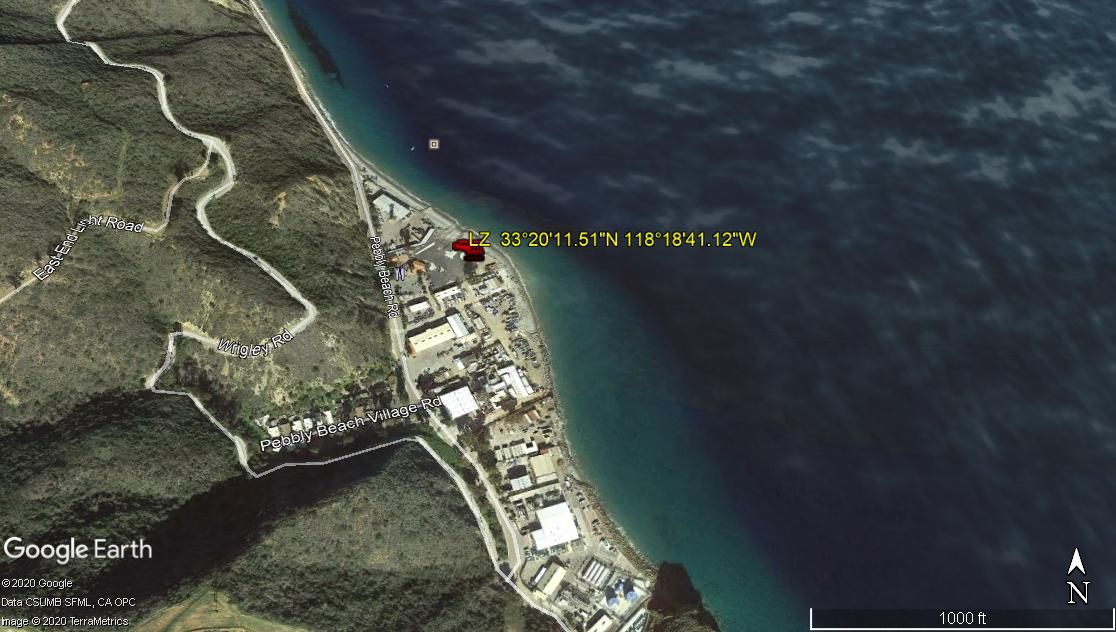 LZ 33°20'11.51"N 118°18'41.12"W
East End Light Road
Pebbly Beach Rd
Wrigley Rd
Pebbly Beach Village Rd
Google Earth
©2020 Google
Data CSUMB SFML, CA OPC
Image © 2020 TerraMetrics
1000 ft
N